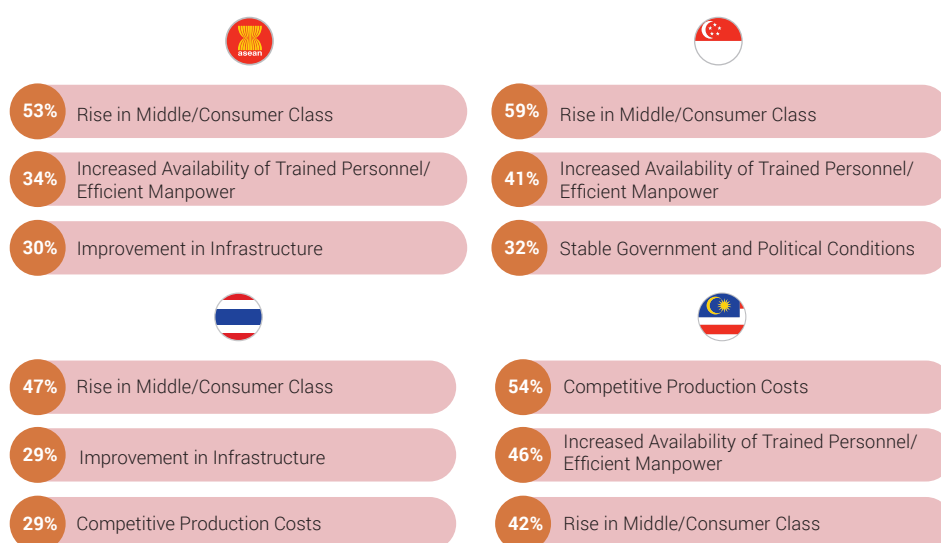 asean
53% Rise in Middle/Consumer Class
34% Increased Availability of Trained Personnel/
Efficient Manpower
30% Improvement in Infrastructure
59% Rise in Middle/Consumer Class
41% Increased Availability of Trained Personnel/
Efficient Manpower
32% Stable Government and Political Conditions
47% Rise in Middle/Consumer Class
29% Improvement in Infrastructure
29% Competitive Production Costs
54% Competitive Production Costs
46% Increased Availability of Trained Personnel/
Efficient Manpower
42% Rise in Middle/Consumer Class